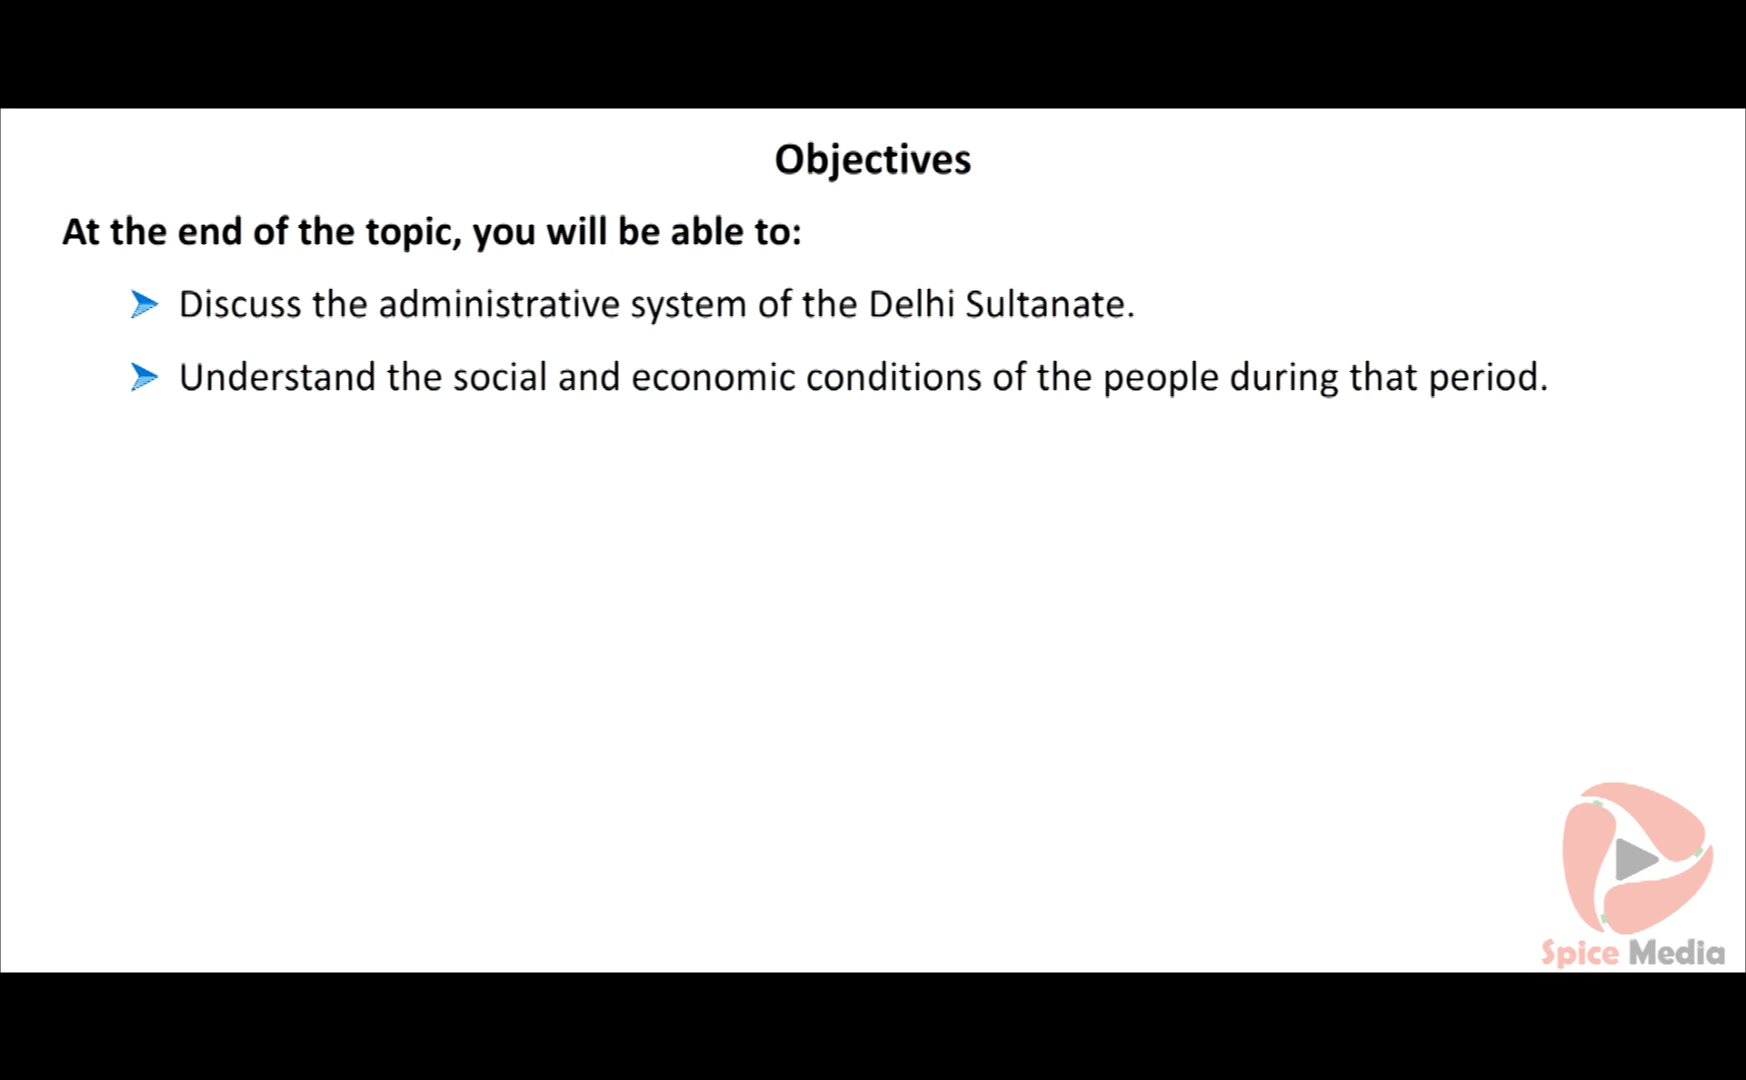 Objectives
At the end of the topic, you will be able to:
Discuss the administrative system of the Delhi Sultanate.
Understand the social and economic conditions of the people during that period.
Spice Media